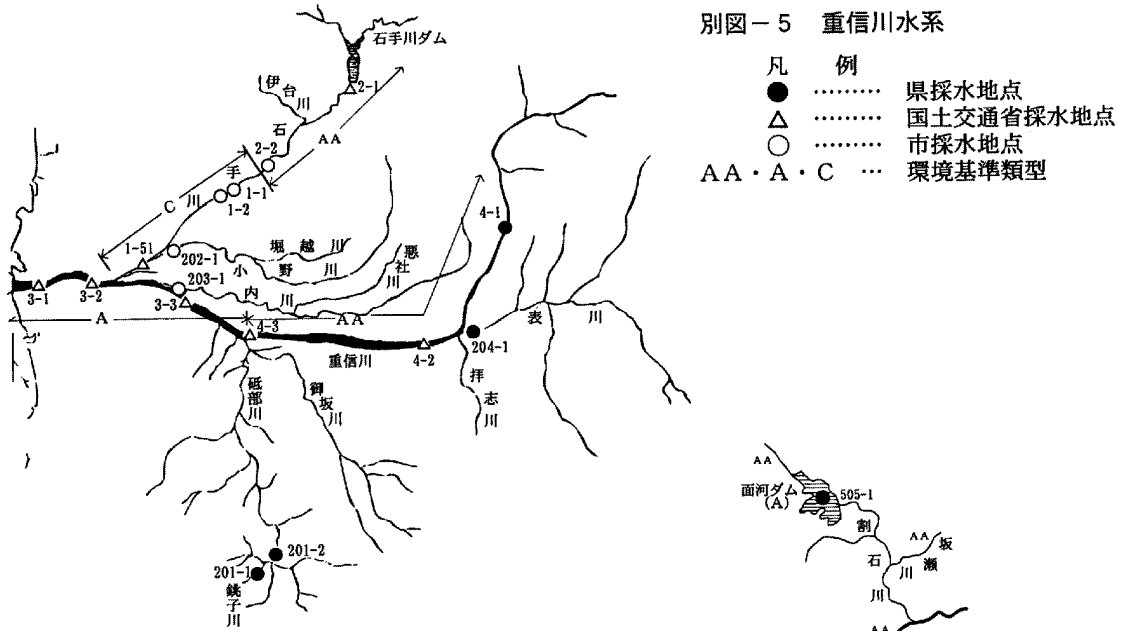 別図－5　重信川水系
凡　例
● ……… 県採水地点
△ ……… 国土交通省採水地点
○ ……… 市採水地点
AA・A・C … 環境基準類型
石手川ダム
2-1
伊台川
AA
石手川
2-2
1-1
1-2
C
1-51
202-1
堀越川
小野川
悪社川
203-1
内川
3-1
3-2
3-3
A
4-3
AA
4-1
表川
204-1
4-2
重信川
拝志川
砥部川
御坂川
201-2
201-1
銚子川
AA
面河ダム
(A)
505-1
割石川
AA
坂瀬川
AA